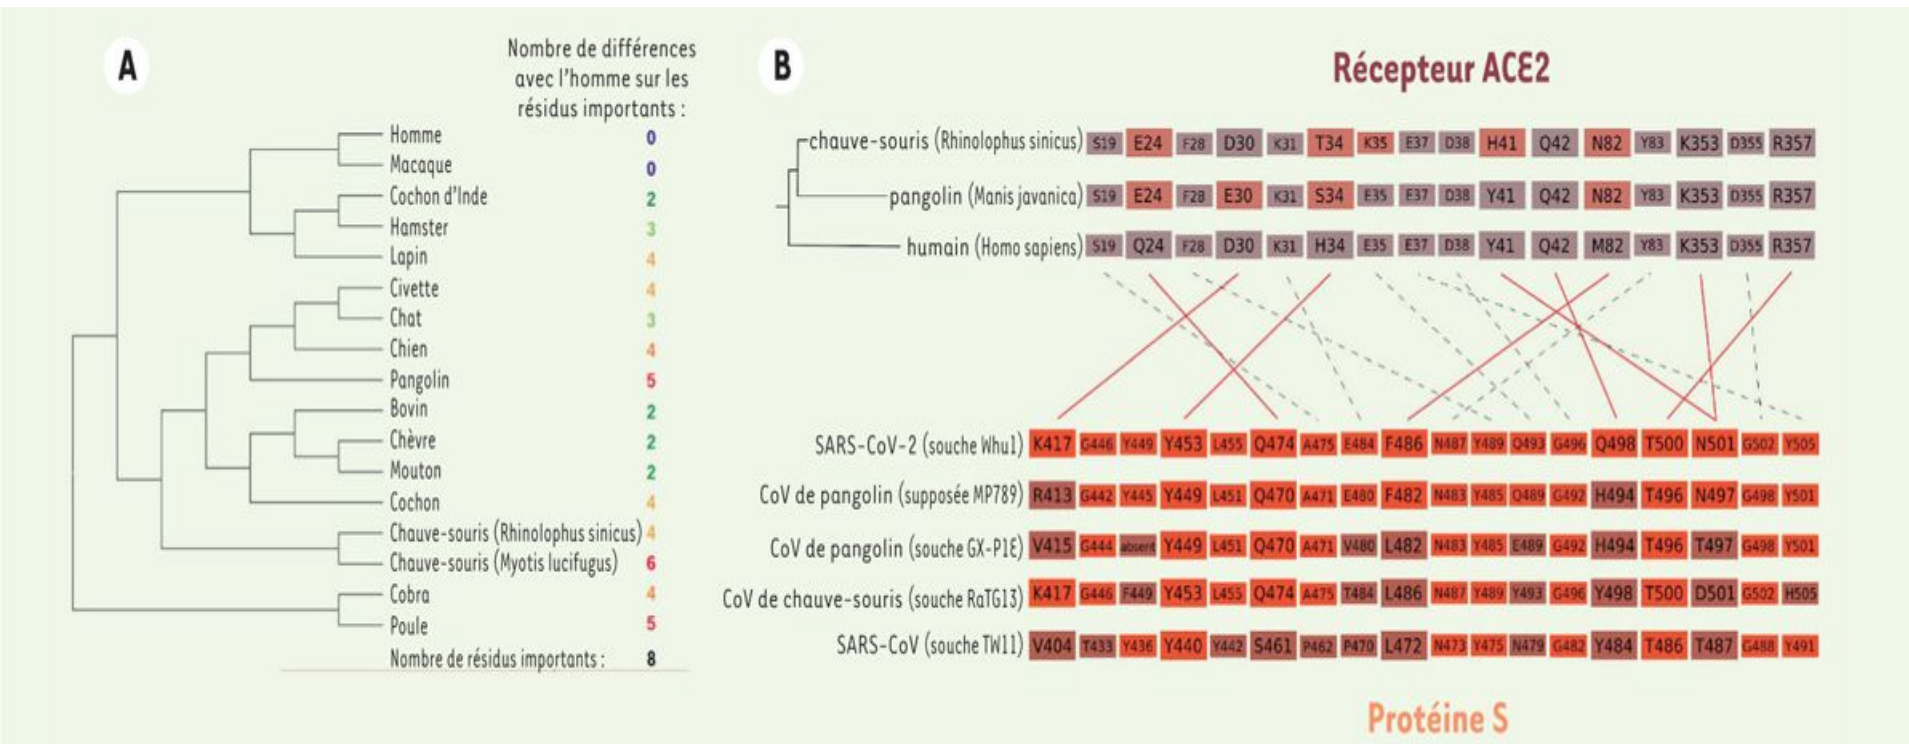 A
Nombre de différences
avec l'homme sur les
résidus importants :
Homme 0
Macaque 0
Cochon d'Inde 2
Hamster 3
Lapin 4
Civette 4
Chat 3
Chien 4
Pangolin 5
Bovin 2
Chèvre 2
Mouton 2
Cochon 4
Chauve-souris (Rhinolophus sinicus) 4
Chauve-souris (Myotis lucifugus) 6
Cobra 4
Poule 5
Nombre de résidus importants : 8
B
Récepteur ACE2
chauve-souris (Rhinolophus sinicus) S19 E24 F28 D30 K31 T34 K35 E37 D38 H41 Q42 N82 Y83 K353 D355 R357
pangolin (Manis javanica) S19 E24 F28 E30 K31 S34 E35 E37 D38 Y41 Q42 N82 Y83 K353 D355 R357
humain (Homo sapiens) S19 Q24 F28 D30 K31 H34 E35 E37 D38 Y41 Q42 M82 Y83 K353 D355 R357
SARS-CoV-2 (souche Whu1) K417 G446 Y449 Y453 L455 Q474 A475 E484 F486 N487 Y489 Q493 G496 Q498 T500 N501 G502 Y505
CoV de pangolin (supposée MP789) R413 G442 Y445 Y449 L451 Q470 A471 E480 F482 N483 Y485 Q489 G492 H494 T496 N497 G498 Y501
CoV de pangolin (souche GX-P1E) V415 G444 absent Y449 L451 Q470 A471 V480 L482 N483 Y485 E489 G492 H494 T496 T497 G498 Y501
CoV de chauve-souris (souche RaTG13) K417 G446 F449 Y453 L455 Q474 A475 T484 L486 N487 Y489 Y493 G496 Y498 T500 D501 G502 H505
SARS-CoV (souche TW11) V404 T433 Y436 Y440 Y442 S461 P462 P470 L472 N473 Y475 N479 G482 Y484 T486 T487 G488 Y491
Protéine S